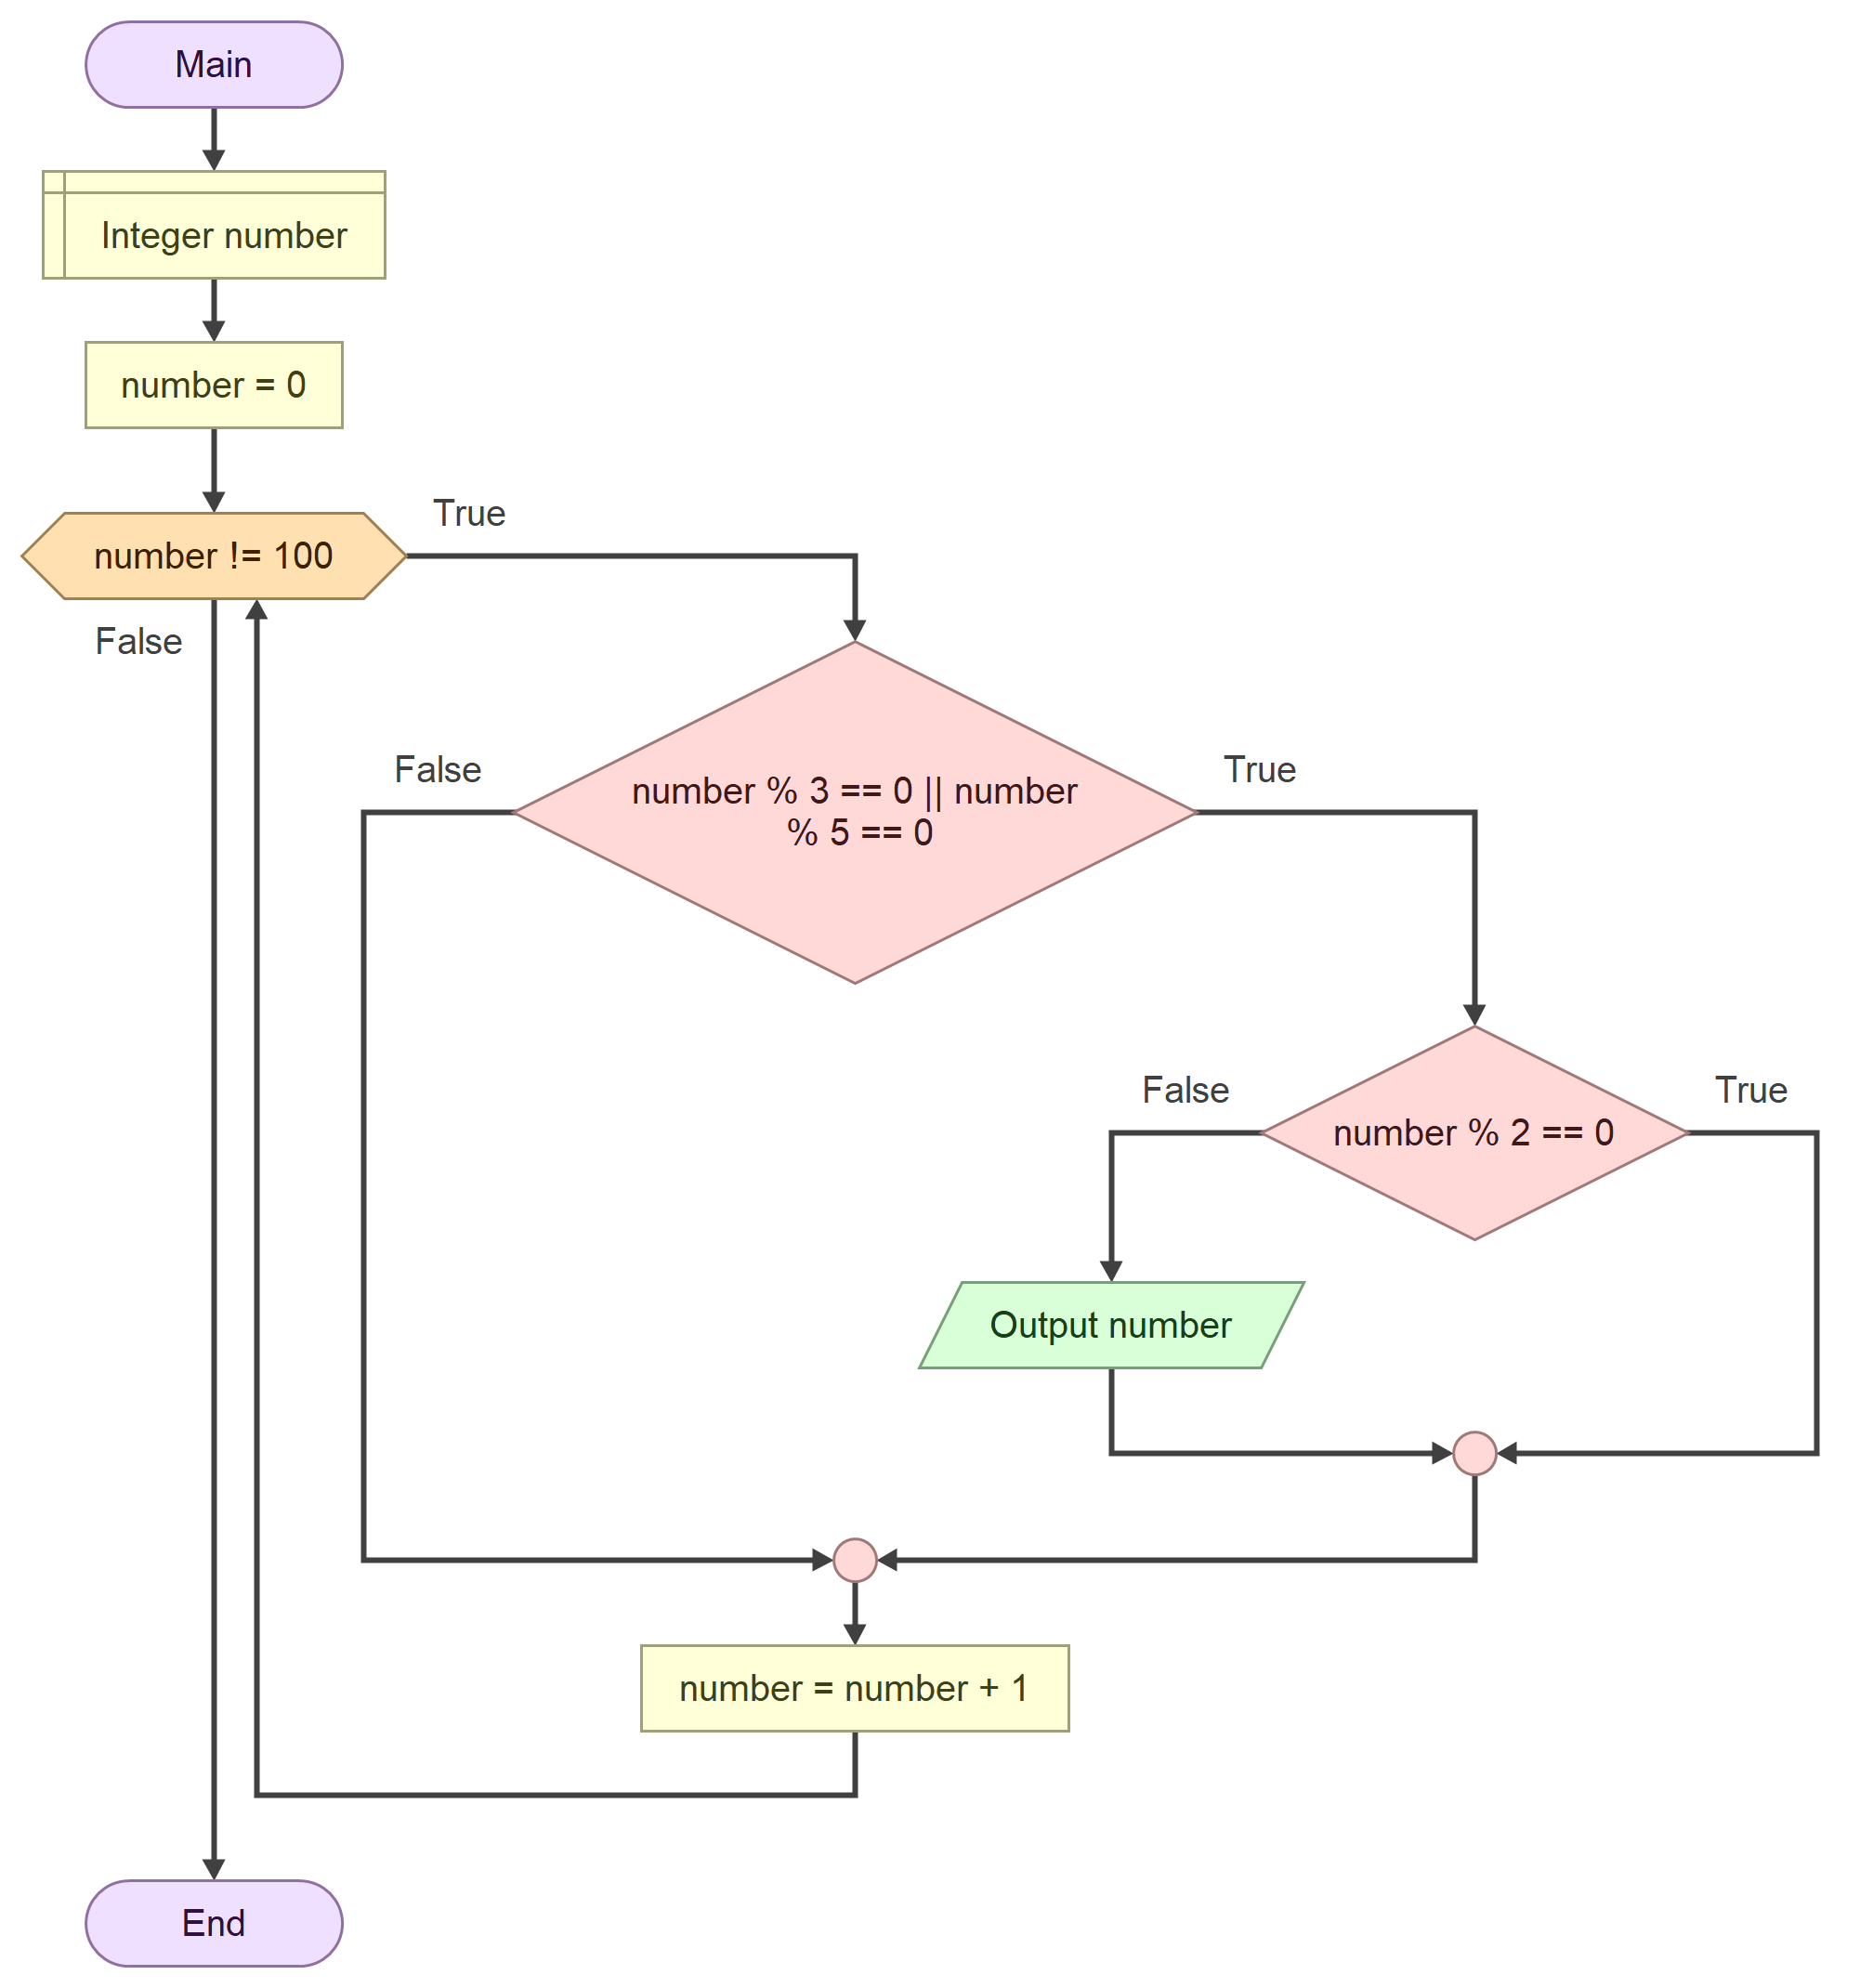 Main
Integer number
number = 0
number != 100
True
False
False
number % 3 == 0 || number
% 5 == 0
True
False
number % 2 == 0
True
Output number
number = number + 1
End